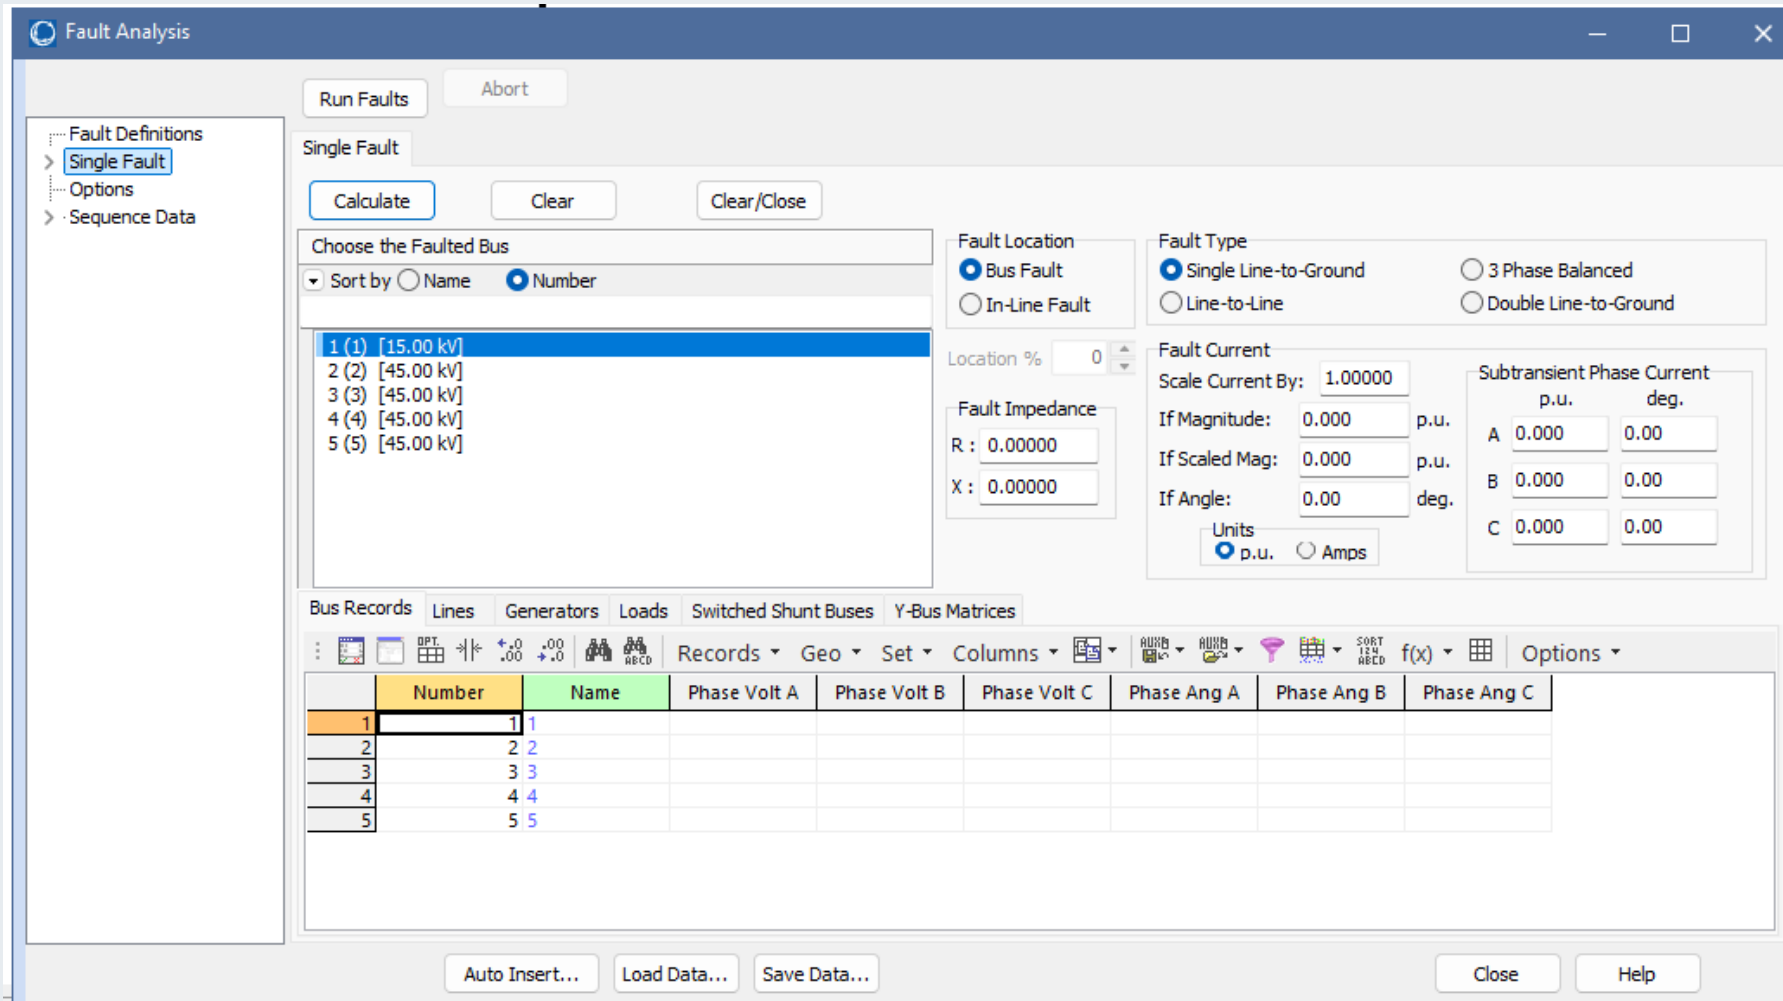 Fault Analysis
Run Faults
Abort
Fault Definitions
Single Fault
Options
Sequence Data
Single Fault
Calculate
Clear
Clear/Close
Choose the Faulted Bus
Sort by Name Number
1 (1) [15.00 kV]
2 (2) [45.00 kV]
3 (3) [45.00 kV]
4 (4) [45.00 kV]
5 (5) [45.00 kV]
Fault Location
Bus Fault
In-Line Fault
Location % 0
Fault Impedance
R : 0.00000
X : 0.00000
Fault Type
Single Line-to-Ground
3 Phase Balanced
Line-to-Line
Double Line-to-Ground
Fault Current
Scale Current By: 1.00000
If Magnitude: 0.000 p.u.
If Scaled Mag: 0.000 p.u.
If Angle: 0.00 deg.
Units
p.u. Amps
Subtransient Phase Current
p.u. deg.
A 0.000 0.00
B 0.000 0.00
C 0.000 0.00
Bus Records Lines Generators Loads Switched Shunt Buses Y-Bus Matrices
Records Geo Set Columns f(x) Options
Number Name Phase Volt A Phase Volt B Phase Volt C Phase Ang A Phase Ang B Phase Ang C
1 1 1
2 2 2
3 3 3
4 4 4
5 5 5
Auto Insert... Load Data... Save Data... Close Help